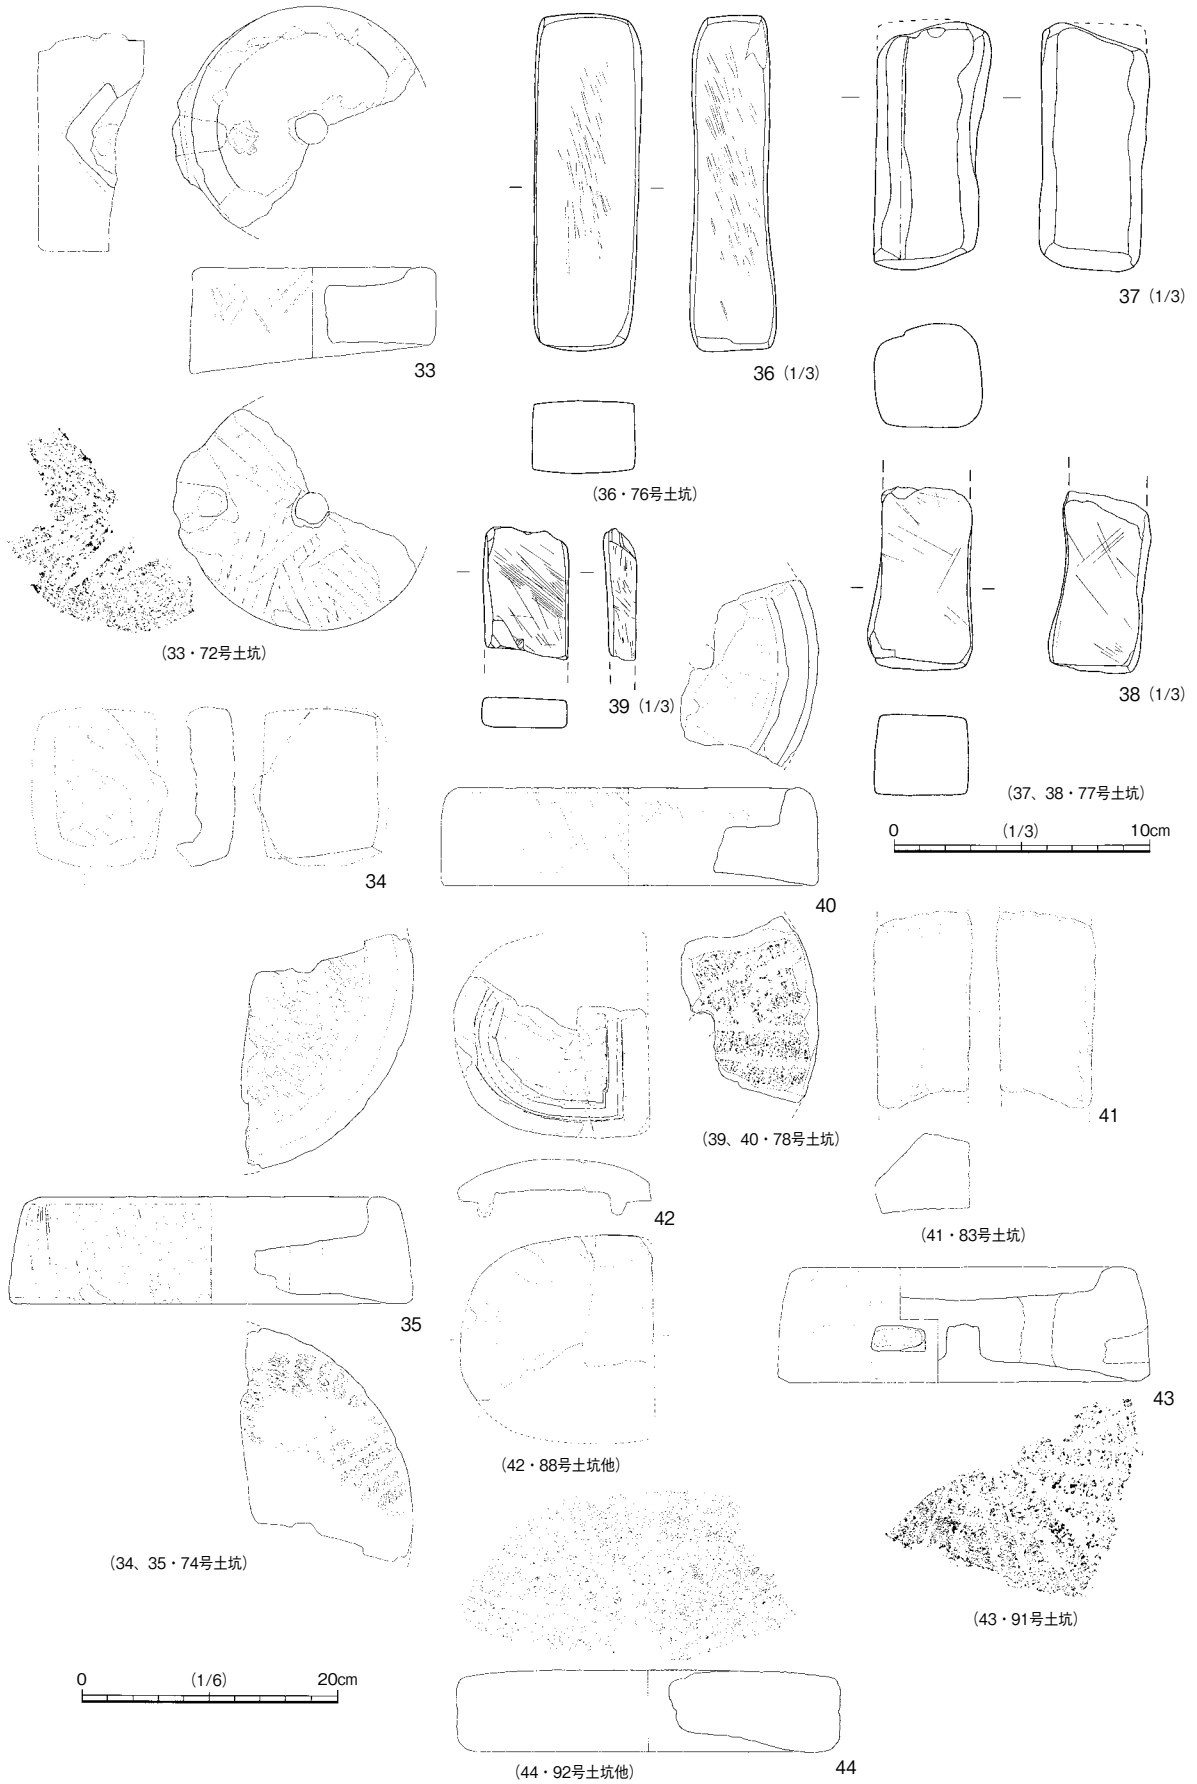 33
36（1/3）
37（1/3）
（36・76号土坑）
（33・72号土坑）
39（1/3）
38（1/3）
（37、38・77号土坑）
0 （1/3） 10cm
34
40
41
（39、40・78号土坑）
42
（41・83号土坑）
35
43
（42・88号土坑他）
（34、35・74号土坑）
（43・91号土坑）
0 （1/6） 20cm
44
（44・92号土坑他）